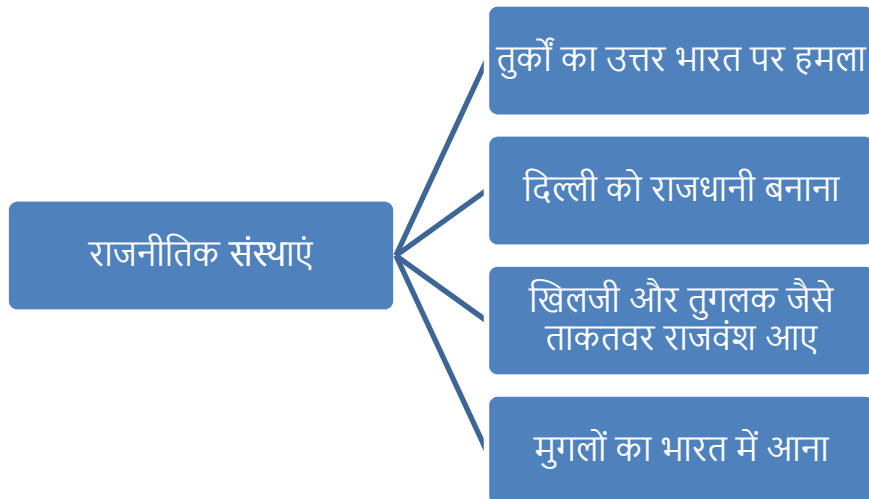 राजनीतिक संस्थाएं
तुर्कों का उत्तर भारत पर हमला
दिल्ली को राजधानी बनाना
खिलजी और तुगलक जैसे
ताकतवर राजवंश आए
मुगलों का भारत में आना